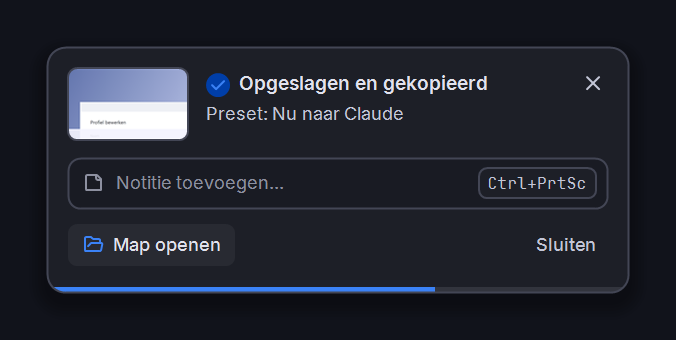 Opgeslagen en gekopieerd
Preset: Nu naar Claude
Profiel bewerken
Notitie toevoegen...
Ctrl+PrtSc
Map openen
Sluiten